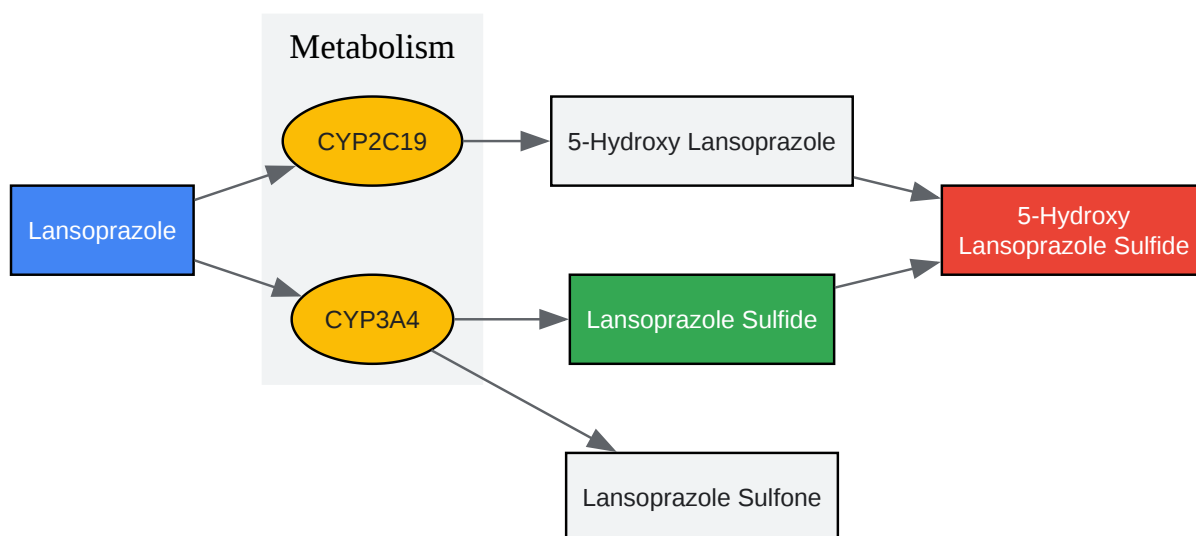 Metabolism
CYP2C19
5-Hydroxy Lansoprazole
Lansoprazole
5-Hydroxy
Lansoprazole Sulfide
CYP3A4
Lansoprazole Sulfide
Lansoprazole Sulfone